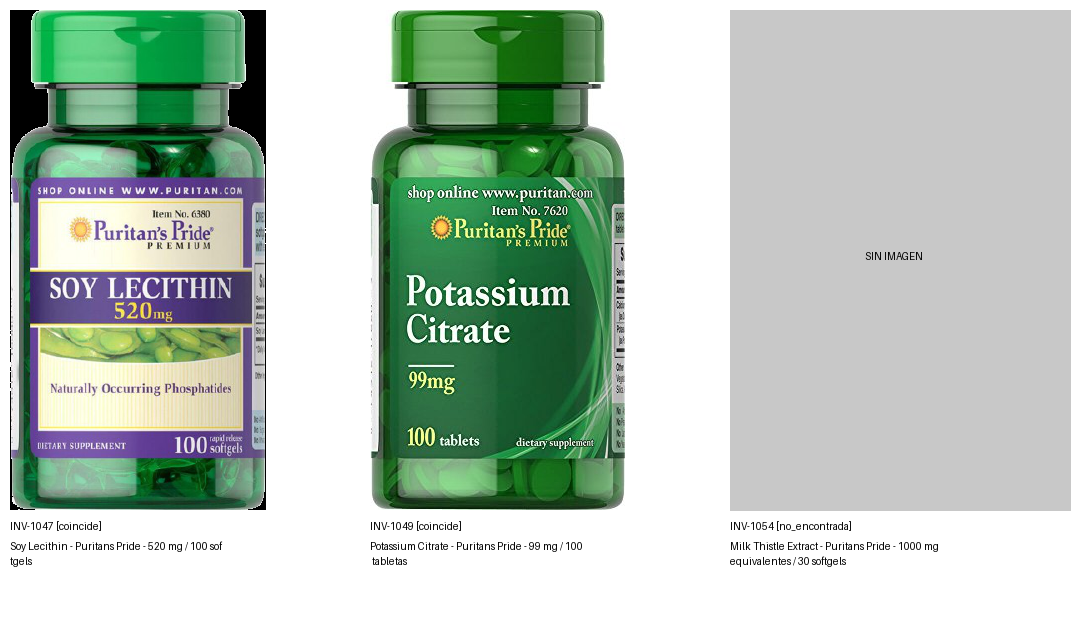 SHOP ONLINE WWW.PURITAN.COM
Item No. 6380
Puritan's Pride®
PREMIUM
SOY LECITHIN
520mg
Naturally Occurring Phosphatides
DIETARY SUPPLEMENT
100 rapid release softgels
INV-1047 [coincide]
Soy Lecithin - Puritans Pride - 520 mg / 100 sof
tgels
shop online www.puritan.com
Item No. 7620
Puritan's Pride®
PREMIUM
Potassium
Citrate
99mg
100 tablets
dietary supplement
INV-1049 [coincide]
Potassium Citrate - Puritans Pride - 99 mg / 100
tabletas
SIN IMAGEN
INV-1054 [no_encontrada]
Milk Thistle Extract - Puritans Pride - 1000 mg
equivalentes / 30 softgels